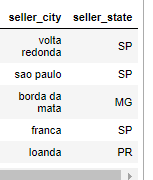 seller_city seller_state
volta
redonda SP
sao paulo SP
borda da
mata MG
franca SP
loanda PR